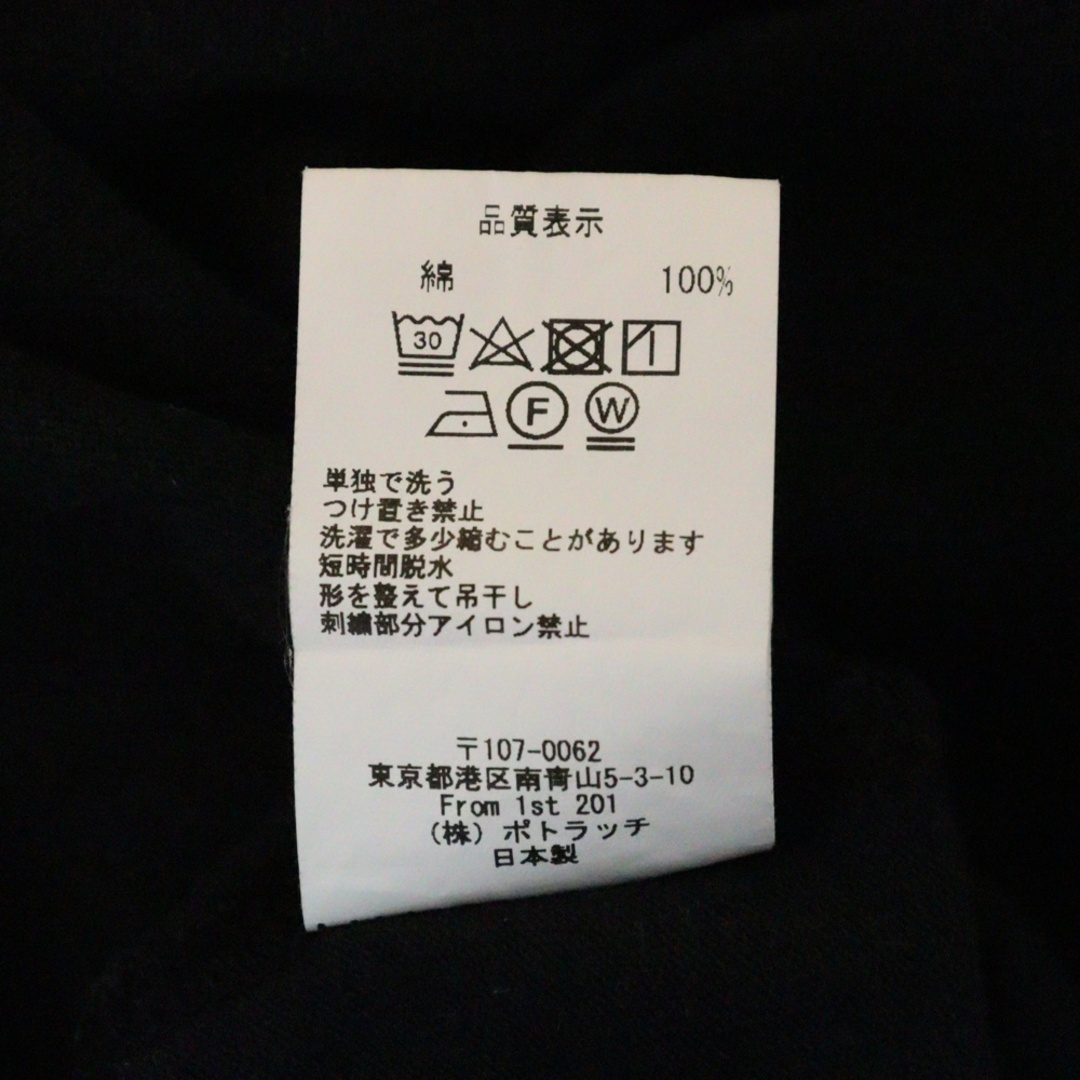 品質表示
綿 100%
30
F W
単独で洗う
つけ置き禁止
洗濯で多少縮むことがあります
短時間脱水
形を整えて吊干し
刺繍部分アイロン禁止
〒107-0062
東京都港区南青山5-3-10
From 1st 201
(株) ポトラッチ
日本製